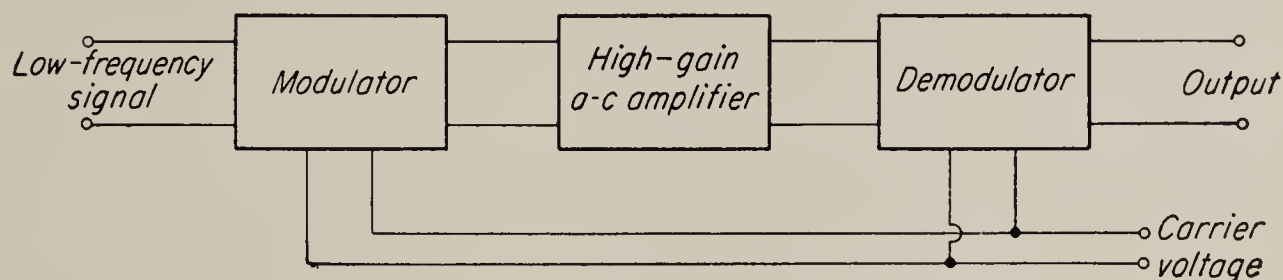 Low-frequency
signal
Modulator
High-gain
a-c amplifier
Demodulator
Output
Carrier
voltage